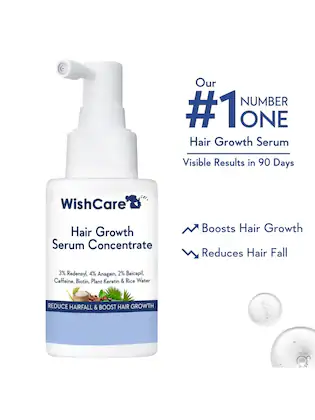 WishCare
Hair Growth
Serum Concentrate
3% Redensyl, 4% Anagain, 2% Baicapil,
Caffeine, Biotin, Plant Keratin & Rice Water
REDUCE HAIRFALL & BOOST HAIR GROWTH
Our
#1 NUMBER
ONE
Hair Growth Serum
Visible Results in 90 Days
Boosts Hair Growth
Reduces Hair Fall